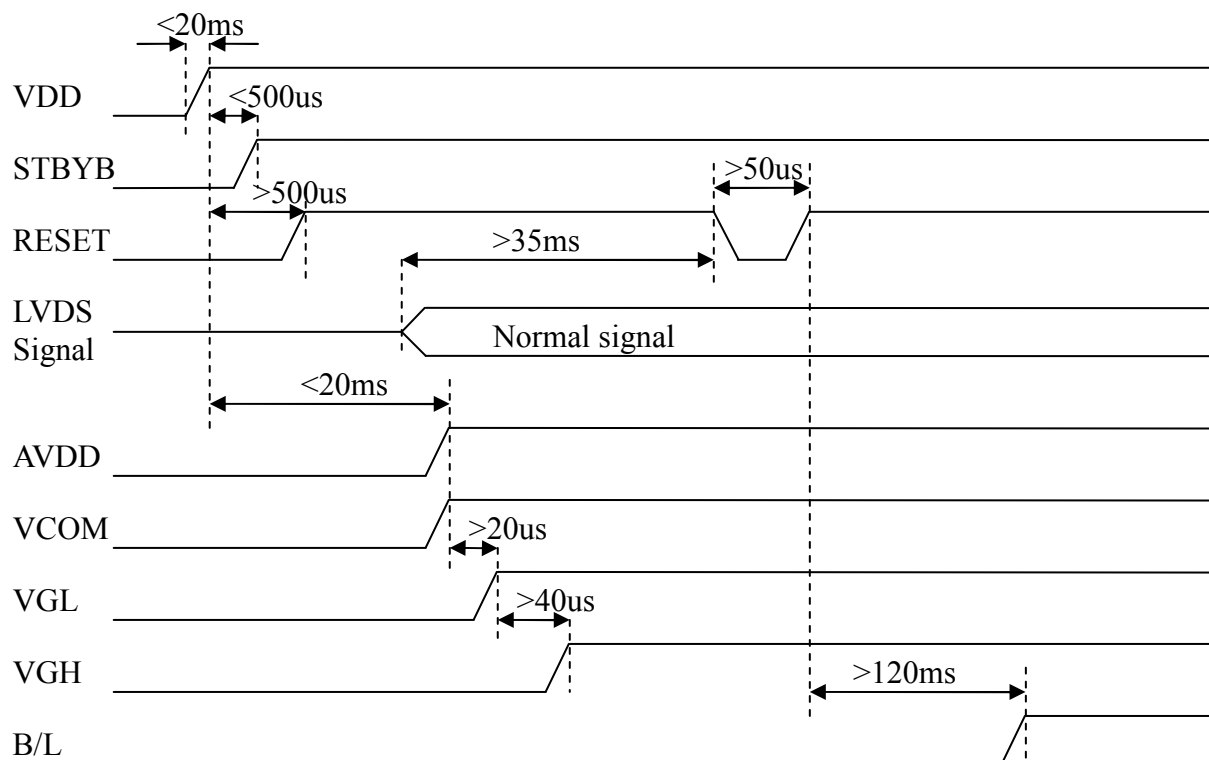 <20ms
VDD
<500us
STBYB
>500us
>50us
RESET
>35ms
LVDS
Signal
Normal signal
<20ms
AVDD
VCOM
>20us
VGL
>40us
VGH
>120ms
B/L